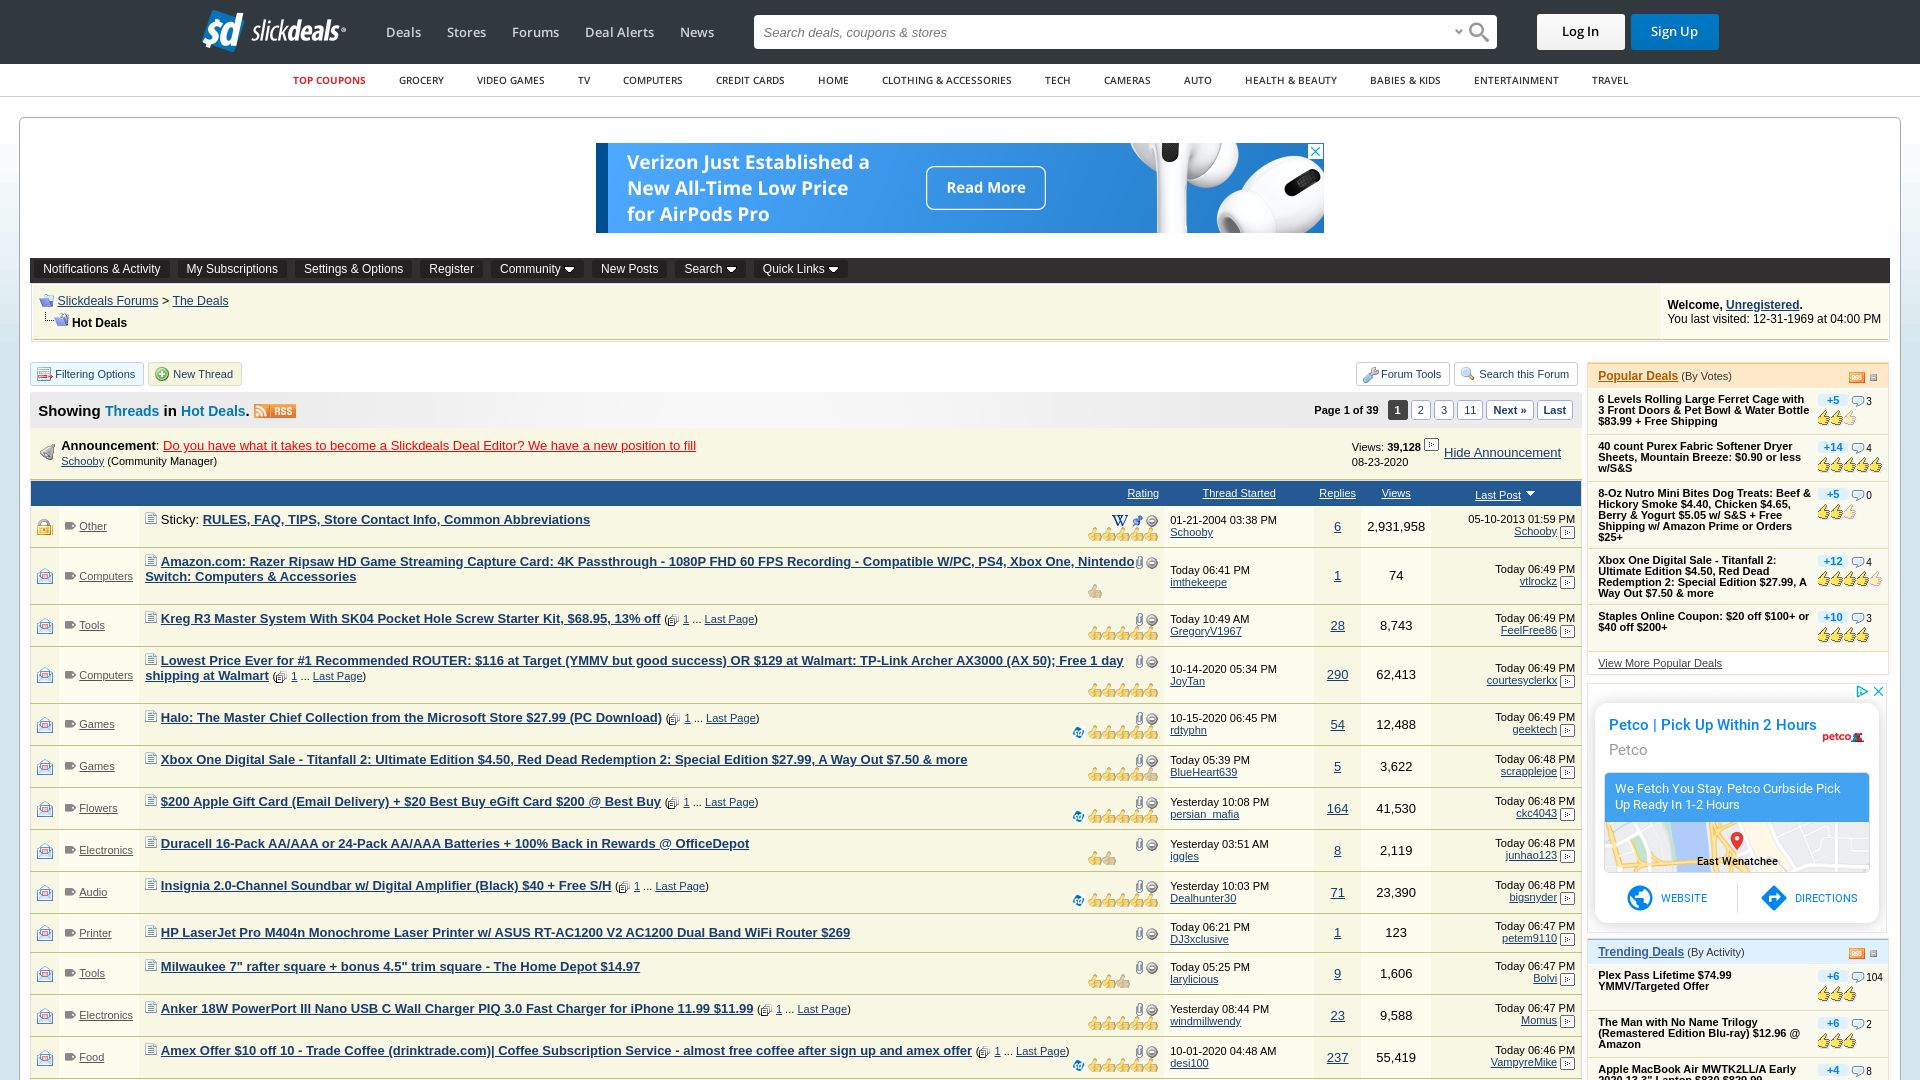 slickdeals
Deals
Stores
Forums
Deal Alerts
News
Search deals, coupons & stores
Log In
Sign Up
TOP COUPONS
GROCERY
VIDEO GAMES
TV
COMPUTERS
CREDIT CARDS
HOME
CLOTHING & ACCESSORIES
TECH
CAMERAS
AUTO
HEALTH & BEAUTY
BABIES & KIDS
ENTERTAINMENT
TRAVEL
Verizon Just Established a
New All-Time Low Price
for AirPods Pro
Read More
Notifications & Activity
My Subscriptions
Settings & Options
Register
Community
New Posts
Search
Quick Links
Slickdeals Forums > The Deals
Hot Deals
Welcome, Unregistered.
You last visited: 12-31-1969 at 04:00 PM
Filtering Options
New Thread
Forum Tools
Search this Forum
Showing Threads in Hot Deals. RSS
Page 1 of 39 1 2 3 11 Next » Last
Announcement: Do you have what it takes to become a Slickdeals Deal Editor? We have a new position to fill
Schooby (Community Manager)
Views: 39,128
08-23-2020
Hide Announcement
Rating Thread Started Replies Views Last Post
Other
Sticky: RULES, FAQ, TIPS, Store Contact Info, Common Abbreviations
01-21-2004 03:38 PM
Schooby
6
2,931,958
05-10-2013 01:59 PM
Schooby
Computers
Amazon.com: Razer Ripsaw HD Game Streaming Capture Card: 4K Passthrough - 1080P FHD 60 FPS Recording - Compatible W/PC, PS4, Xbox One, Nintendo
Switch: Computers & Accessories
Today 06:41 PM
imthekeepe
1
74
Today 06:49 PM
vtlrockz
Tools
Kreg R3 Master System With SK04 Pocket Hole Screw Starter Kit, $68.95, 13% off ( 1 ... Last Page)
Today 10:49 AM
GregoryV1967
28
8,743
Today 06:49 PM
FeelFree86
Computers
Lowest Price Ever for #1 Recommended ROUTER: $116 at Target (YMMV but good success) OR $129 at Walmart: TP-Link Archer AX3000 (AX 50); Free 1 day
shipping at Walmart ( 1 ... Last Page)
10-14-2020 05:34 PM
JoyTan
290
62,413
Today 06:49 PM
courtesyclerkx
Games
Halo: The Master Chief Collection from the Microsoft Store $27.99 (PC Download) ( 1 ... Last Page)
10-15-2020 06:45 PM
rdtyphn
54
12,488
Today 06:49 PM
geektech
Games
Xbox One Digital Sale - Titanfall 2: Ultimate Edition $4.50, Red Dead Redemption 2: Special Edition $27.99, A Way Out $7.50 & more
Today 05:39 PM
BlueHeart639
5
3,622
Today 06:48 PM
scrapplejoe
Flowers
$200 Apple Gift Card (Email Delivery) + $20 Best Buy eGift Card $200 @ Best Buy ( 1 ... Last Page)
Yesterday 10:08 PM
persian_mafia
164
41,530
Today 06:48 PM
ckc4043
Electronics
Duracell 16-Pack AA/AAA or 24-Pack AA/AAA Batteries + 100% Back in Rewards @ OfficeDepot
Yesterday 03:51 AM
iggles
8
2,119
Today 06:48 PM
junhao123
Audio
Insignia 2.0-Channel Soundbar w/ Digital Amplifier (Black) $40 + Free S/H ( 1 ... Last Page)
Yesterday 10:03 PM
Dealhunter30
71
23,390
Today 06:48 PM
bigsnyder
Printer
HP LaserJet Pro M404n Monochrome Laser Printer w/ ASUS RT-AC1200 V2 AC1200 Dual Band WiFi Router $269
Today 06:21 PM
DJ3xclusive
1
123
Today 06:47 PM
petem9110
Tools
Milwaukee 7" rafter square + bonus 4.5" trim square - The Home Depot $14.97
Today 05:25 PM
larylicious
9
1,606
Today 06:47 PM
Bolvi
Electronics
Anker 18W PowerPort III Nano USB C Wall Charger PIQ 3.0 Fast Charger for iPhone 11.99 $11.99 ( 1 ... Last Page)
Yesterday 08:44 PM
windmillwendy
23
9,588
Today 06:47 PM
Momus
Food
Amex Offer $10 off 10 - Trade Coffee (drinktrade.com)| Coffee Subscription Service - almost free coffee after sign up and amex offer ( 1 ... Last Page)
10-01-2020 04:48 AM
desi100
237
55,419
Today 06:46 PM
VampyreMike
Popular Deals (By Votes)
6 Levels Rolling Large Ferret Cage with
3 Front Doors & Pet Bowl & Water Bottle
$83.99 + Free Shipping
+5 3
40 count Purex Fabric Softener Dryer
Sheets, Mountain Breeze: $0.90 or less
w/S&S
+14 4
8-Oz Nutro Mini Bites Dog Treats: Beef &
Hickory Smoke $4.40, Chicken $4.65,
Berry & Yogurt $5.05 w/ S&S + Free
Shipping w/ Amazon Prime or Orders
$25+
+5 0
Xbox One Digital Sale - Titanfall 2:
Ultimate Edition $4.50, Red Dead
Redemption 2: Special Edition $27.99, A
Way Out $7.50 & more
+12 4
Staples Online Coupon: $20 off $100+ or
$40 off $200+
+10 3
View More Popular Deals
Petco | Pick Up Within 2 Hours
Petco
petco
We Fetch You Stay. Petco Curbside Pick
Up Ready In 1-2 Hours
East Wenatchee
WEBSITE
DIRECTIONS
Trending Deals (By Activity)
Plex Pass Lifetime $74.99
YMMV/Targeted Offer
+6 104
The Man with No Name Trilogy
(Remastered Edition Blu-ray) $12.96 @
Amazon
+6 2
Apple MacBook Air MWTK2LL/A Early
2020 13.3" Laptop $830 $829.99
+4 8